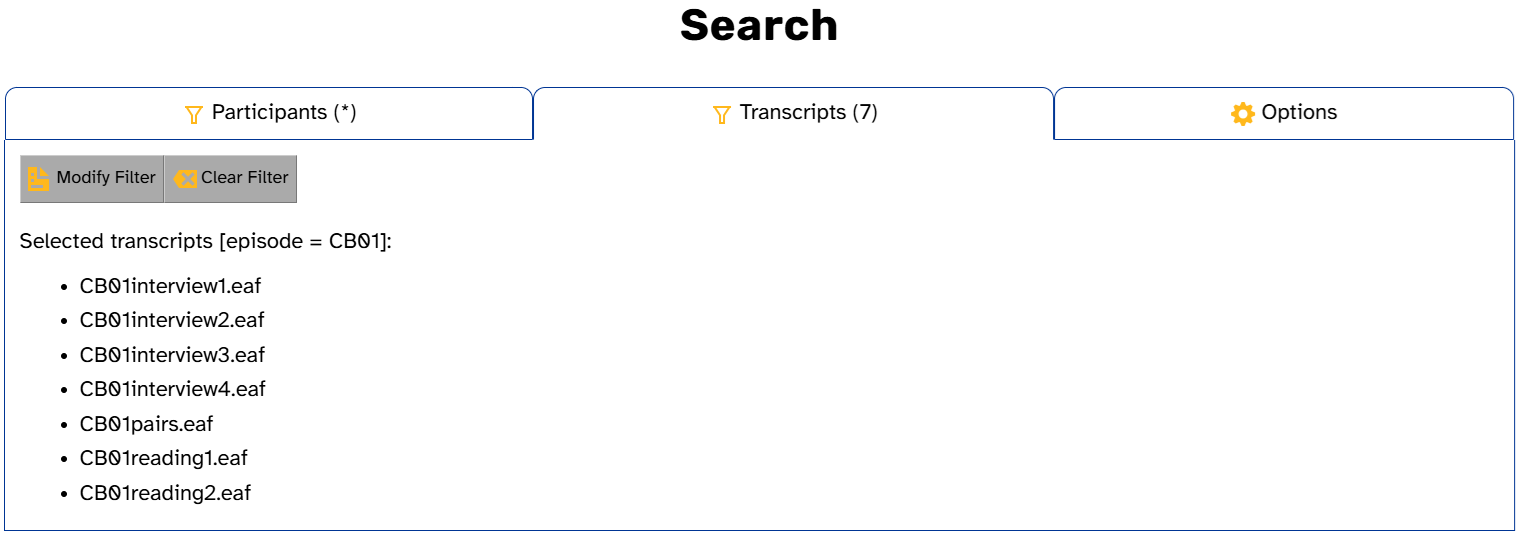 Search
Participants (*)
Transcripts (7)
Options
Modify Filter
Clear Filter
Selected transcripts [episode = CB01]:
• CB01interview1.eaf
• CB01interview2.eaf
• CB01interview3.eaf
• CB01interview4.eaf
• CB01pairs.eaf
• CB01reading1.eaf
• CB01reading2.eaf